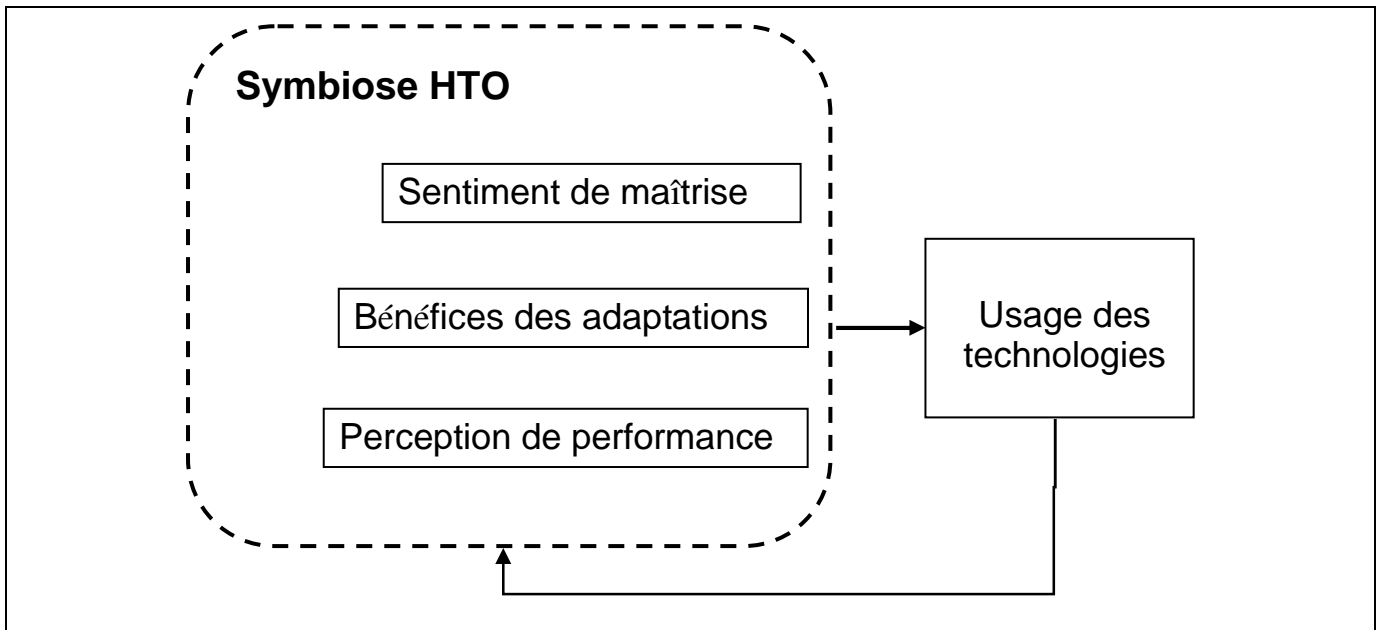 Symbiose HTO
Sentiment de maîtrise
Bénéfices des adaptations
Perception de performance
Usage des
technologies